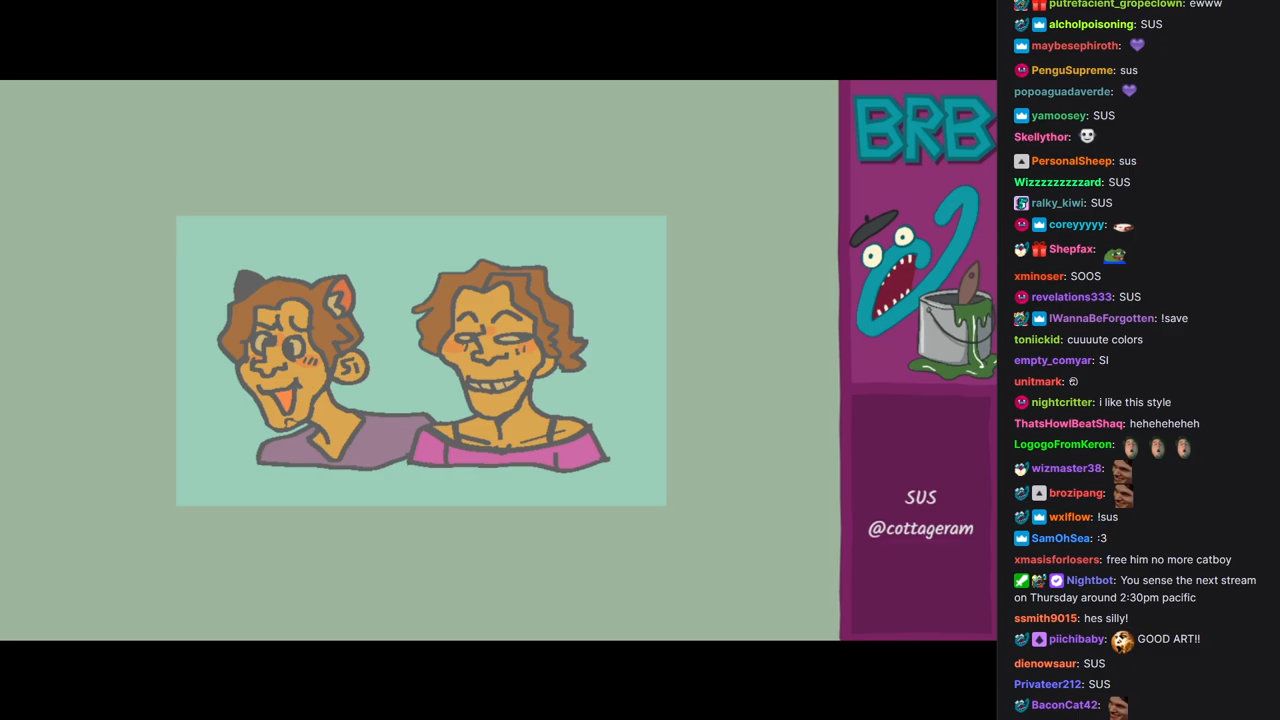 BRB
SI
SUS
@cottageram
putrefacient_gropeclown: ewww
alcholpoisoning: SUS
maybesephiroth:
PenguSupreme: sus
popoaguadaverde:
yamoosey: SUS
Skellythor:
PersonalSheep: sus
Wizzzzzzzzzard: SUS
ralky_kiwi: SUS
coreyyyyy:
Shepfax:
xminoser: SOOS
revelations333: SUS
IWannaBeForgotten: !save
toniickid: cuuuute colors
empty_comyar: SI
unitmark: ඞ
nightcritter: i like this style
ThatsHowIBeatShaq: heheheheheh
LogogoFromKeron:
wizmaster38:
brozipang:
wxlflow: !sus
SamOhSea: :3
xmasisforlosers: free him no more catboy
Nightbot: You sense the next stream
on Thursday around 2:30pm pacific
ssmith9015: hes silly!
piichibaby: GOOD ART!!
dienowsaur: SUS
Privateer212: SUS
BaconCat42: